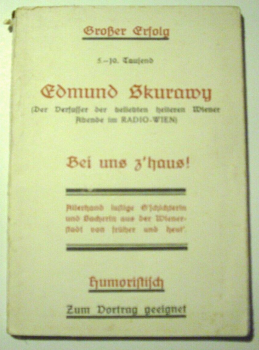 Großer Erfolg
5.–10. Tausend
Edmund Skurawy
(Der Verfasser der beliebten heiteren Wiener
Abende im RADIO-WIEN)
Bei uns z'haus!
Allerhand lustige G'schichterln
und Sacherln aus der Wiener-
stadt von früher und heut'.
Humoristisch
Zum Vortrag geeignet